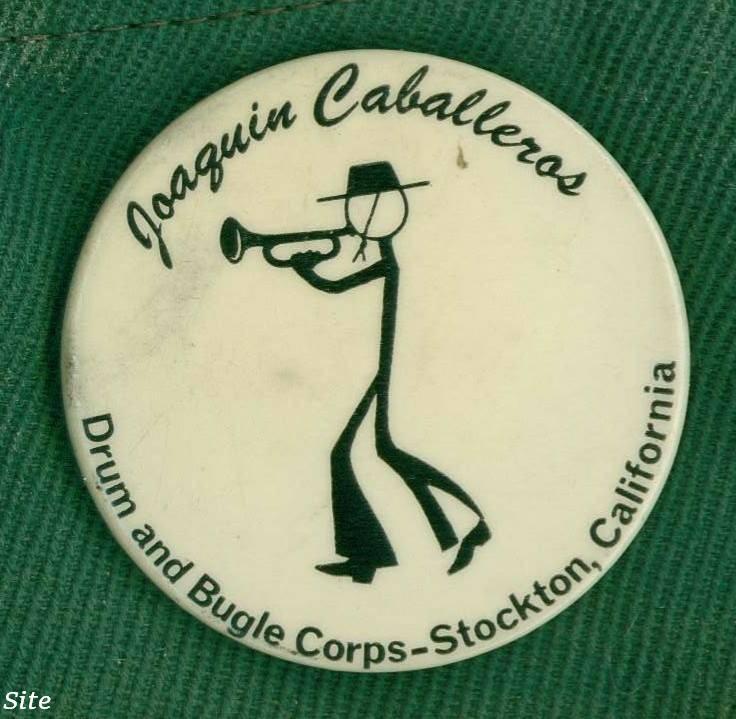 Joaquin Caballeros
Drum and Bugle Corps-Stockton, California
Site